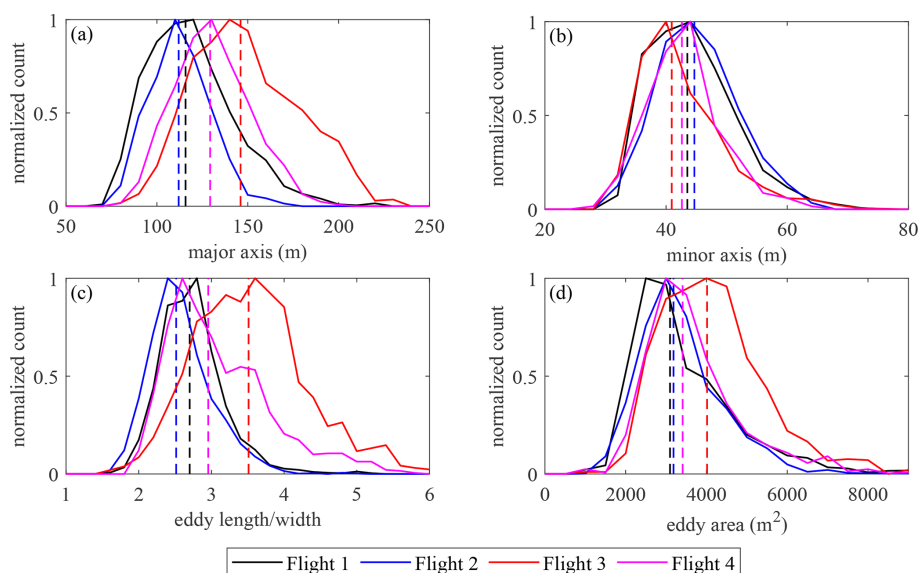 (a)
normalized count
1
0.5
0
50
100
150
200
250
major axis (m)
(b)
normalized count
1
0.5
0
20
40
60
80
minor axis (m)
(c)
normalized count
1
0.5
0
1
2
3
4
5
6
eddy length/width
(d)
normalized count
1
0.5
0
0
2000
4000
6000
8000
eddy area (m²)
Flight 1 Flight 2 Flight 3 Flight 4